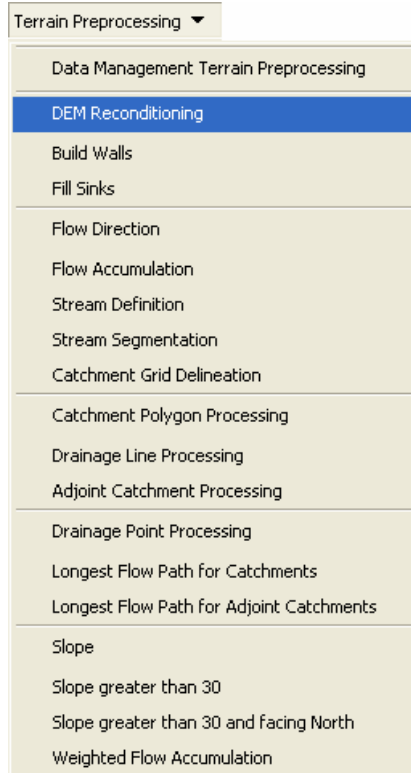 Terrain Preprocessing
Data Management Terrain Preprocessing
DEM Reconditioning
Build Walls
Fill Sinks
Flow Direction
Flow Accumulation
Stream Definition
Stream Segmentation
Catchment Grid Delineation
Catchment Polygon Processing
Drainage Line Processing
Adjoint Catchment Processing
Drainage Point Processing
Longest Flow Path for Catchments
Longest Flow Path for Adjoint Catchments
Slope
Slope greater than 30
Slope greater than 30 and facing North
Weighted Flow Accumulation